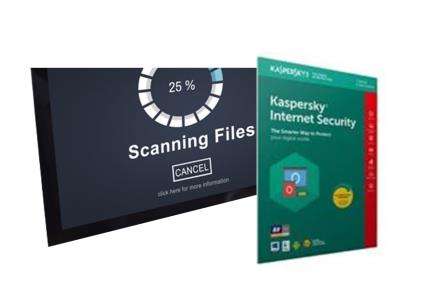 25 %
Scanning Files
CANCEL
click here for more information
KASPERSKY
Kaspersky
Internet Security
The Smarter Way to Protect
your digital world